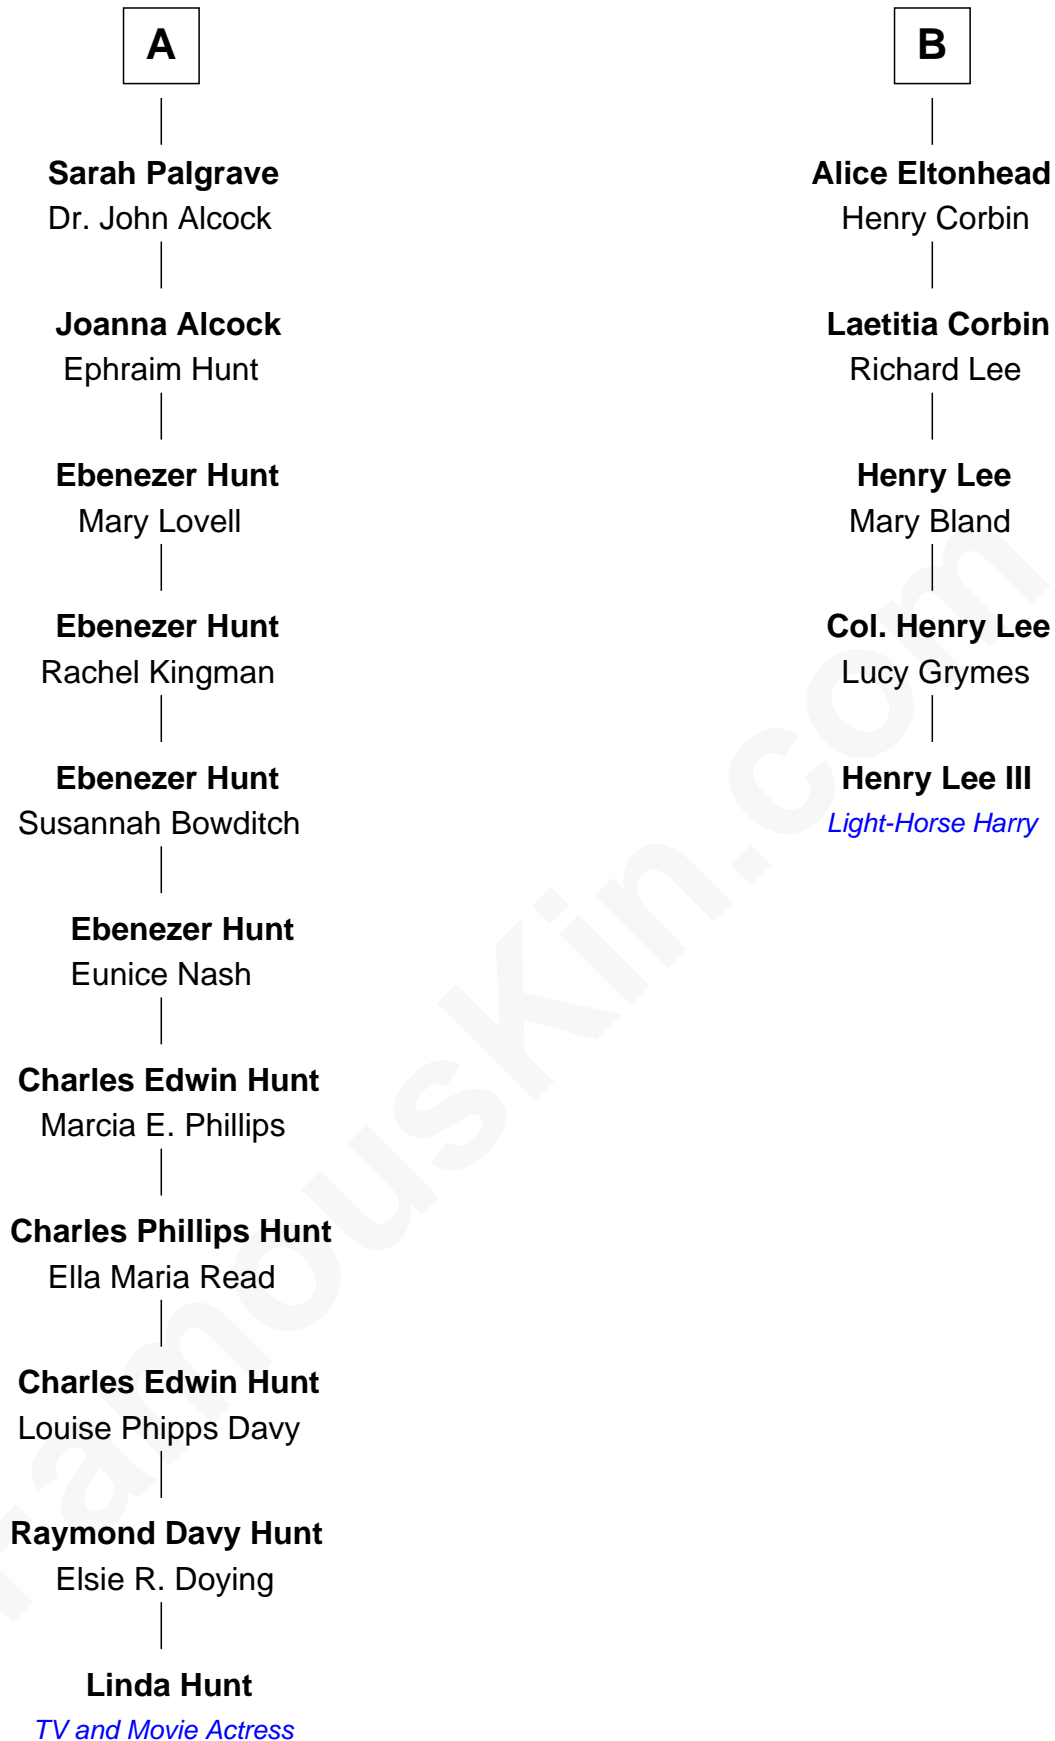 A
Sarah Palgrave
Dr. John Alcock
Joanna Alcock
Ephraim Hunt
Ebenezer Hunt
Mary Lovell
Ebenezer Hunt
Rachel Kingman
Ebenezer Hunt
Susannah Bowditch
Ebenezer Hunt
Eunice Nash
Charles Edwin Hunt
Marcia E. Phillips
Charles Phillips Hunt
Ella Maria Read
Charles Edwin Hunt
Louise Phipps Davy
Raymond Davy Hunt
Elsie R. Doying
Linda Hunt
TV and Movie Actress
B
Alice Eltonhead
Henry Corbin
Laetitia Corbin
Richard Lee
Henry Lee
Mary Bland
Col. Henry Lee
Lucy Grymes
Henry Lee III
Light-Horse Harry
FamousKin.com